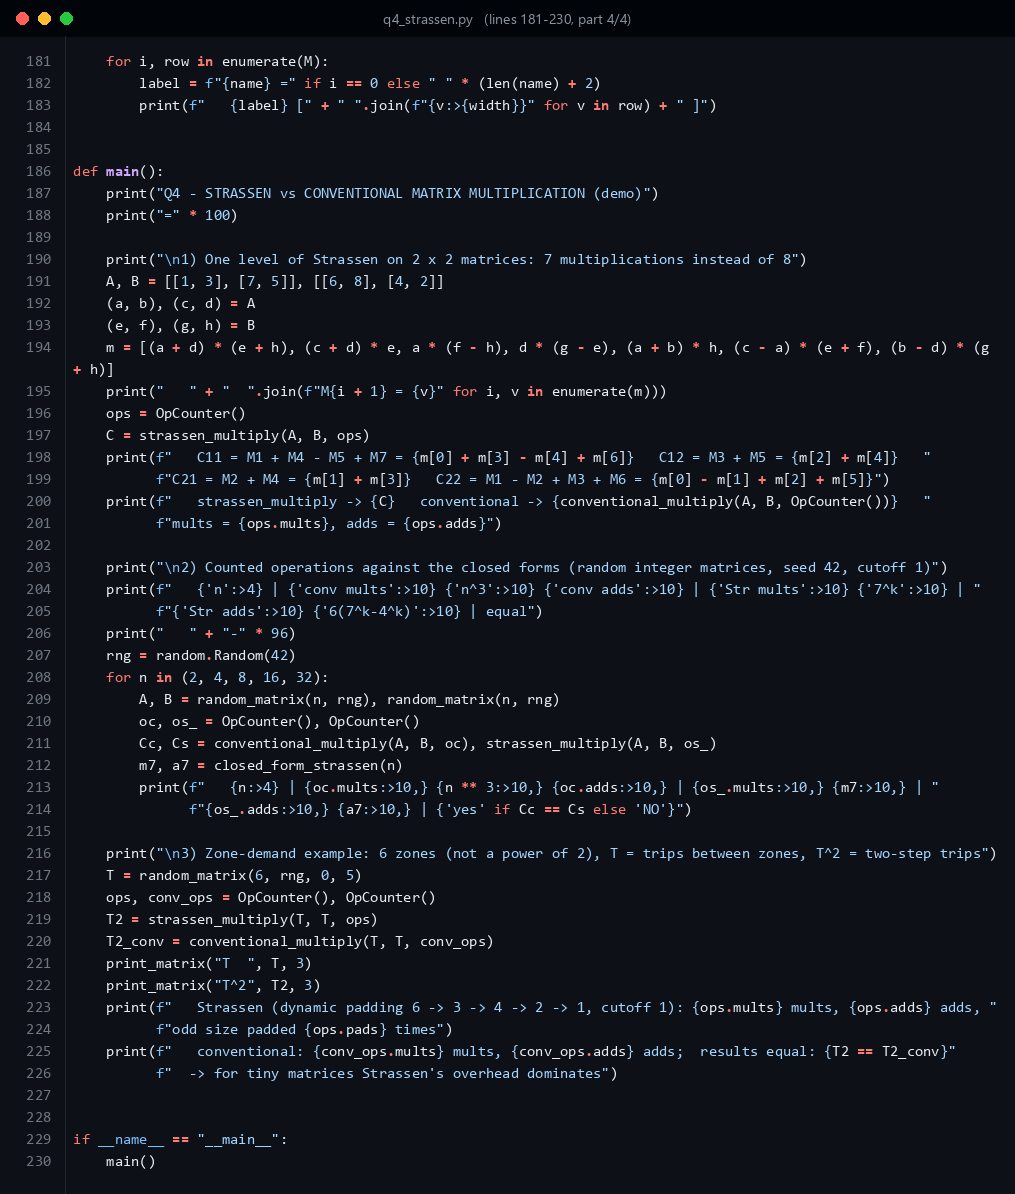 q4_strassen.py   (lines 181-230, part 4/4)
181      for i, row in enumerate(M):
182          label = f"{name} =" if i == 0 else " " * (len(name) + 2)
183          print(f"   {label} [" + " ".join(f"{v:>{width}}" for v in row) + " ]")
184
185
186  def main():
187      print("Q4 - STRASSEN vs CONVENTIONAL MATRIX MULTIPLICATION (demo)")
188      print("=" * 100)
189
190      print("\n1) One level of Strassen on 2 x 2 matrices: 7 multiplications instead of 8")
191      A, B = [[1, 3], [7, 5]], [[6, 8], [4, 2]]
192      (a, b), (c, d) = A
193      (e, f), (g, h) = B
194      m = [(a + d) * (e + h), (c + d) * e, a * (f - h), d * (g - e), (a + b) * h, (c - a) * (e + f), (b - d) * (g
+ h)]
195      print("   " + "  ".join(f"M{i + 1} = {v}" for i, v in enumerate(m)))
196      ops = OpCounter()
197      C = strassen_multiply(A, B, ops)
198      print(f"   C11 = M1 + M4 - M5 + M7 = {m[0] + m[3] - m[4] + m[6]}   C12 = M3 + M5 = {m[2] + m[4]}   "
199            f"C21 = M2 + M4 = {m[1] + m[3]}   C22 = M1 - M2 + M3 + M6 = {m[0] - m[1] + m[2] + m[5]}")
200      print(f"   strassen_multiply -> {C}   conventional -> {conventional_multiply(A, B, OpCounter())}   "
201            f"mults = {ops.mults}, adds = {ops.adds}")
202
203      print("\n2) Counted operations against the closed forms (random integer matrices, seed 42, cutoff 1)")
204      print(f"   {'n':>4} | {'conv mults':>10} {'n^3':>10} {'conv adds':>10} | {'Str mults':>10} {'7^k':>10} | "
205            f"{'Str adds':>10} {'6(7^k-4^k)':>10} | equal")
206      print("   " + "-" * 96)
207      rng = random.Random(42)
208      for n in (2, 4, 8, 16, 32):
209          A, B = random_matrix(n, rng), random_matrix(n, rng)
210          oc, os_ = OpCounter(), OpCounter()
211          Cc, Cs = conventional_multiply(A, B, oc), strassen_multiply(A, B, os_)
212          m7, a7 = closed_form_strassen(n)
213          print(f"   {n:>4} | {oc.mults:>10,} {n ** 3:>10,} {oc.adds:>10,} | {os_.mults:>10,} {m7:>10,} | "
214                f"{os_.adds:>10,} {a7:>10,} | {'yes' if Cc == Cs else 'NO'}")
215
216      print("\n3) Zone-demand example: 6 zones (not a power of 2), T = trips between zones, T^2 = two-step trips")
217      T = random_matrix(6, rng, 0, 5)
218      ops, conv_ops = OpCounter(), OpCounter()
219      T2 = strassen_multiply(T, T, ops)
220      T2_conv = conventional_multiply(T, T, conv_ops)
221      print_matrix("T  ", T, 3)
222      print_matrix("T^2", T2, 3)
223      print(f"   Strassen (dynamic padding 6 -> 3 -> 4 -> 2 -> 1, cutoff 1): {ops.mults} mults, {ops.adds} adds, "
224            f"odd size padded {ops.pads} times")
225      print(f"   conventional: {conv_ops.mults} mults, {conv_ops.adds} adds;  results equal: {T2 == T2_conv}"
226            f"  -> for tiny matrices Strassen's overhead dominates")
227
228
229  if __name__ == "__main__":
230      main()